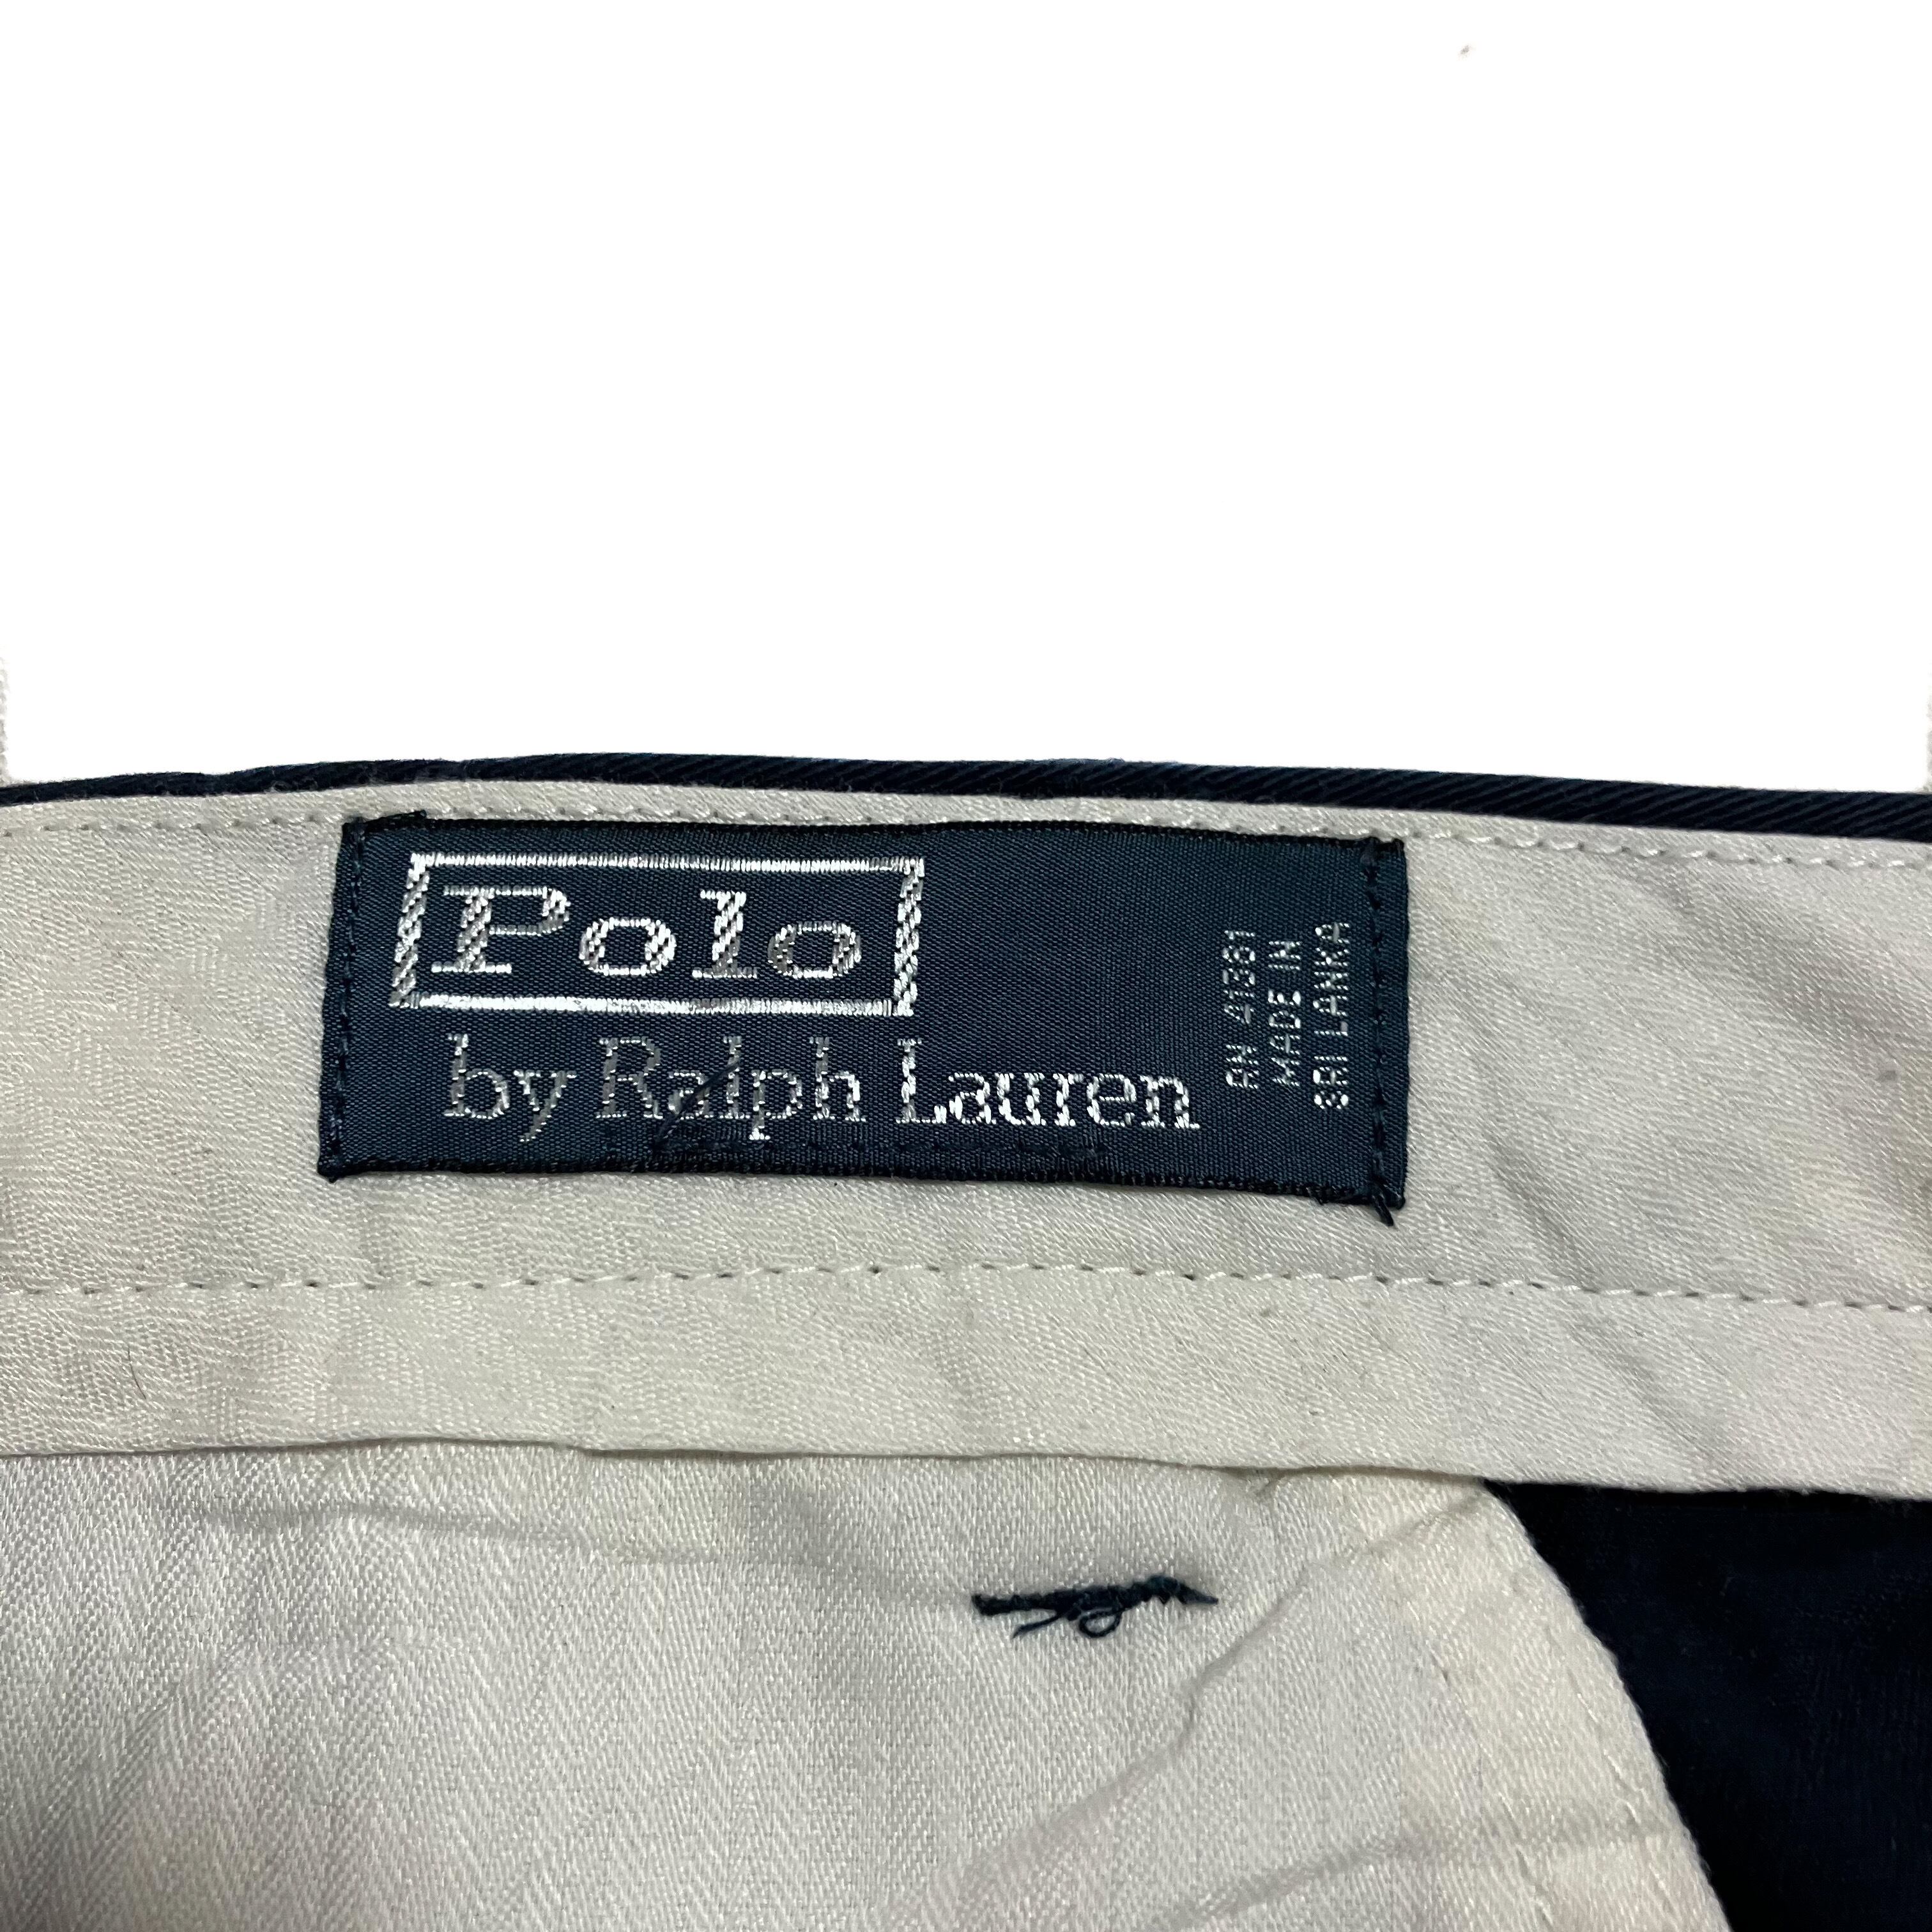 Polo
by Ralph Lauren
RN 41381
MADE IN
SRI LANKA